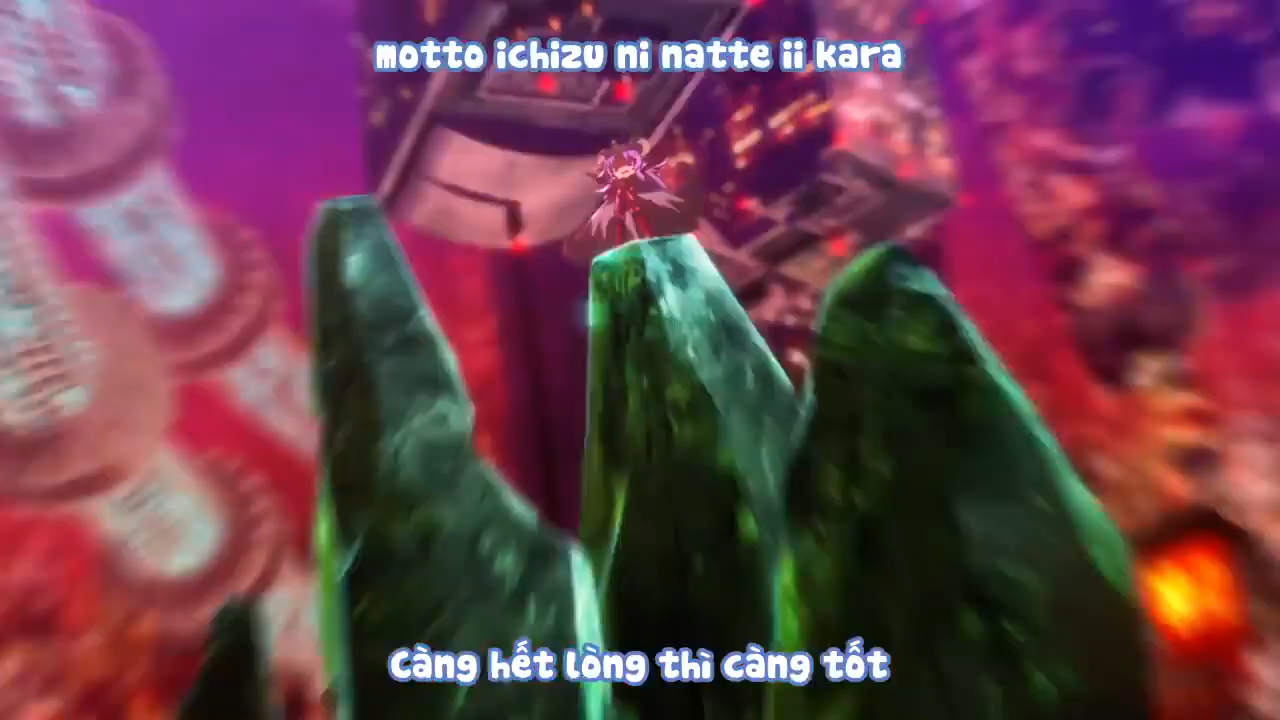 motto ichizu ni natte ii kara
Càng hết lòng thì càng tốt